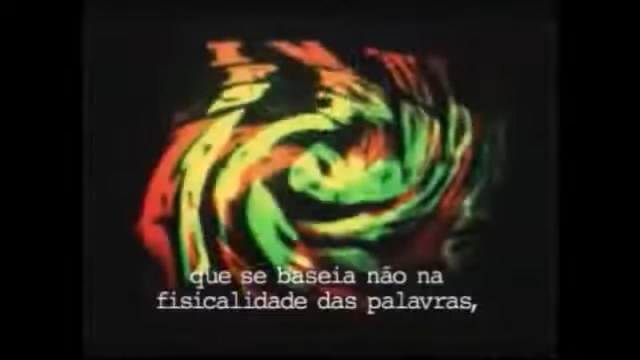 que se baseia não na
fisicalidade das palavras,